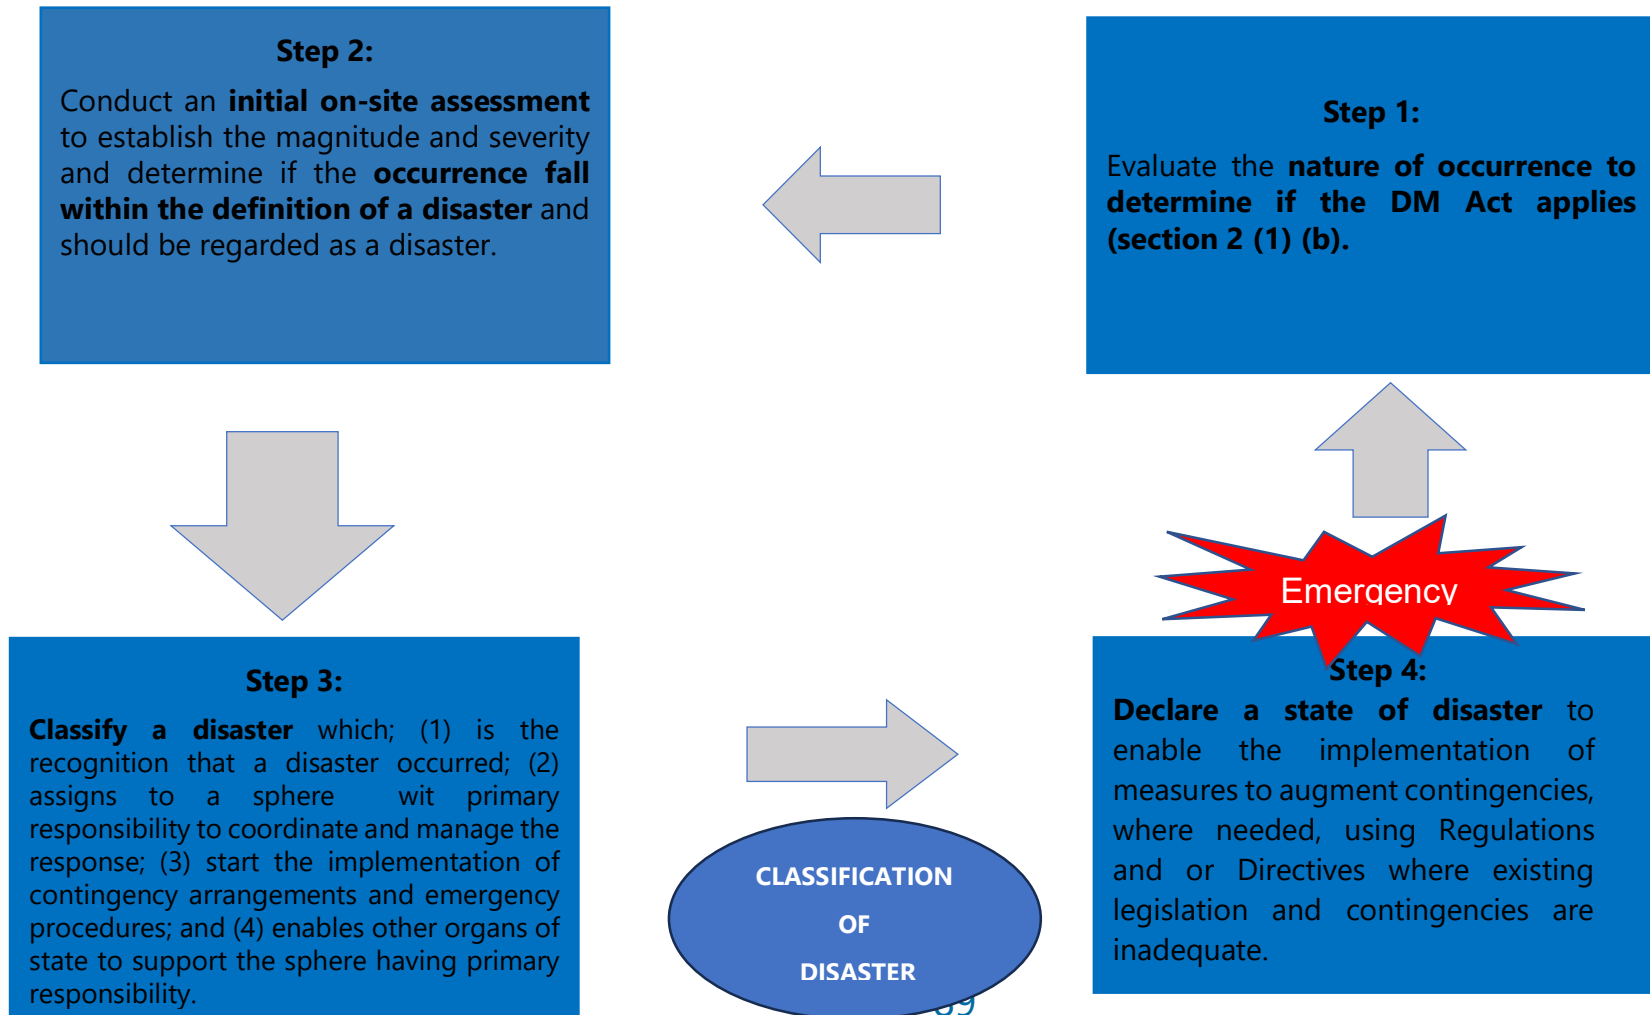 Step 2:
Conduct an initial on-site assessment
to establish the magnitude and severity
and determine if the occurrence fall
within the definition of a disaster and
should be regarded as a disaster.
Step 1:
Evaluate the nature of occurrence to
determine if the DM Act applies
(section 2 (1) (b).
Emergency
Step 3:
Classify a disaster which; (1) is the
recognition that a disaster occurred; (2)
assigns to a sphere wit primary
responsibility to coordinate and manage the
response; (3) start the implementation of
contingency arrangements and emergency
procedures; and (4) enables other organs of
state to support the sphere having primary
responsibility.
CLASSIFICATION
OF
DISASTER
Step 4:
Declare a state of disaster to
enable the implementation of
measures to augment contingencies,
where needed, using Regulations
and or Directives where existing
legislation and contingencies are
inadequate.